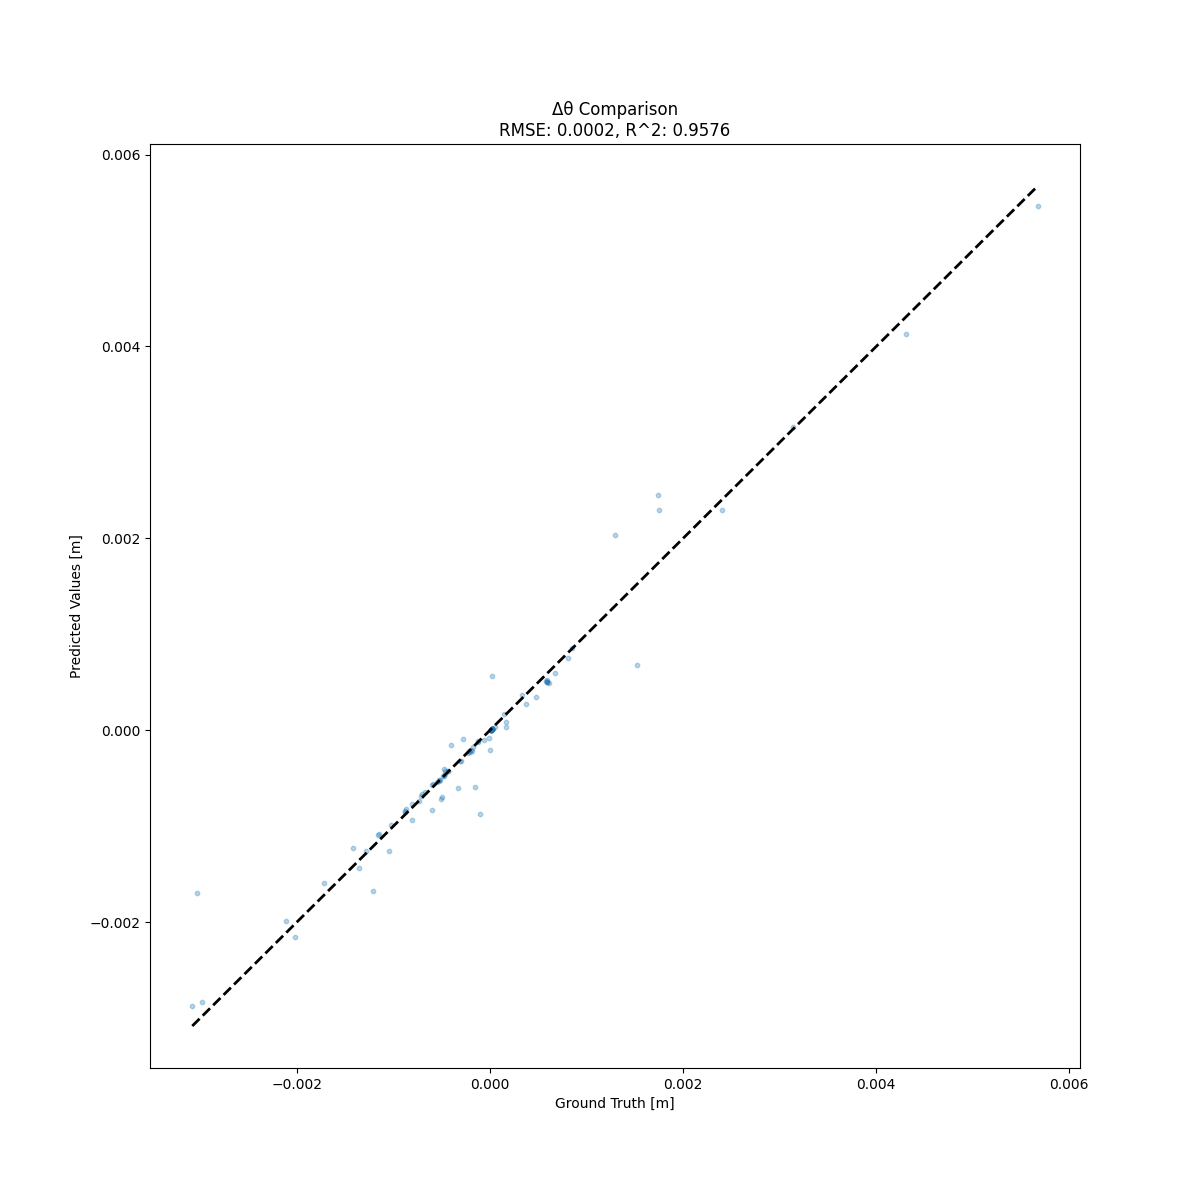 Δθ Comparison
RMSE: 0.0002, R^2: 0.9576
0.006
0.004
0.002
0.000
−0.002
Predicted Values [m]
−0.002 0.000 0.002 0.004 0.006
Ground Truth [m]